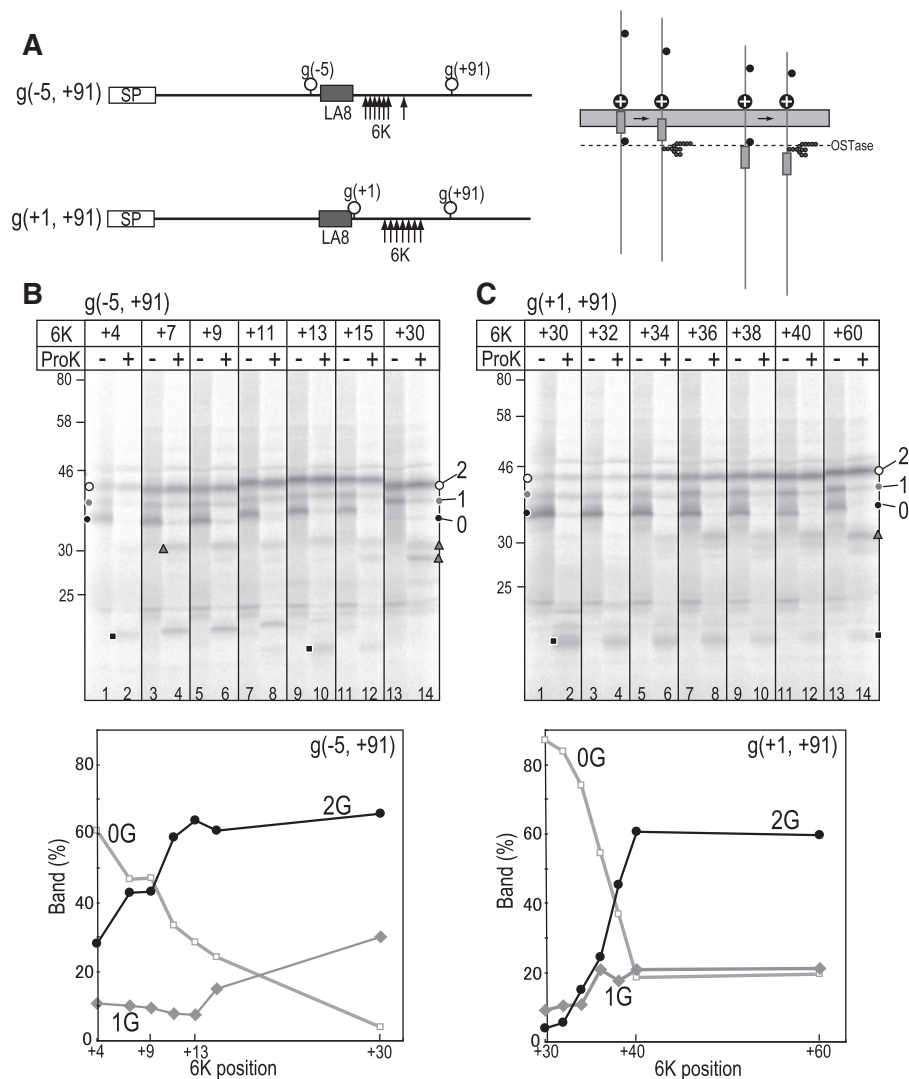 A
g(-5, +91)
SP
g(-5)
LA8
6K
g(+91)
g(+1, +91)
SP
g(+1)
LA8
6K
g(+91)
+ + + +
OSTase
B
g(-5, +91)
6K +4 +7 +9 +11 +13 +15 +30
ProK - + - + - + - + - + - + - +
80
58
46
30
25
2
1
0
1 2 3 4 5 6 7 8 9 10 11 12 13 14
C
g(+1, +91)
6K +30 +32 +34 +36 +38 +40 +60
ProK - + - + - + - + - + - + - +
80
58
46
30
25
2
1
0
1 2 3 4 5 6 7 8 9 10 11 12 13 14
g(-5, +91)
Band (%)
80
60
40
20
0
0G
2G
1G
+4 +9 +13 +30
6K position
g(+1, +91)
Band (%)
80
60
40
20
0
0G
2G
1G
+30 +40 +60
6K position